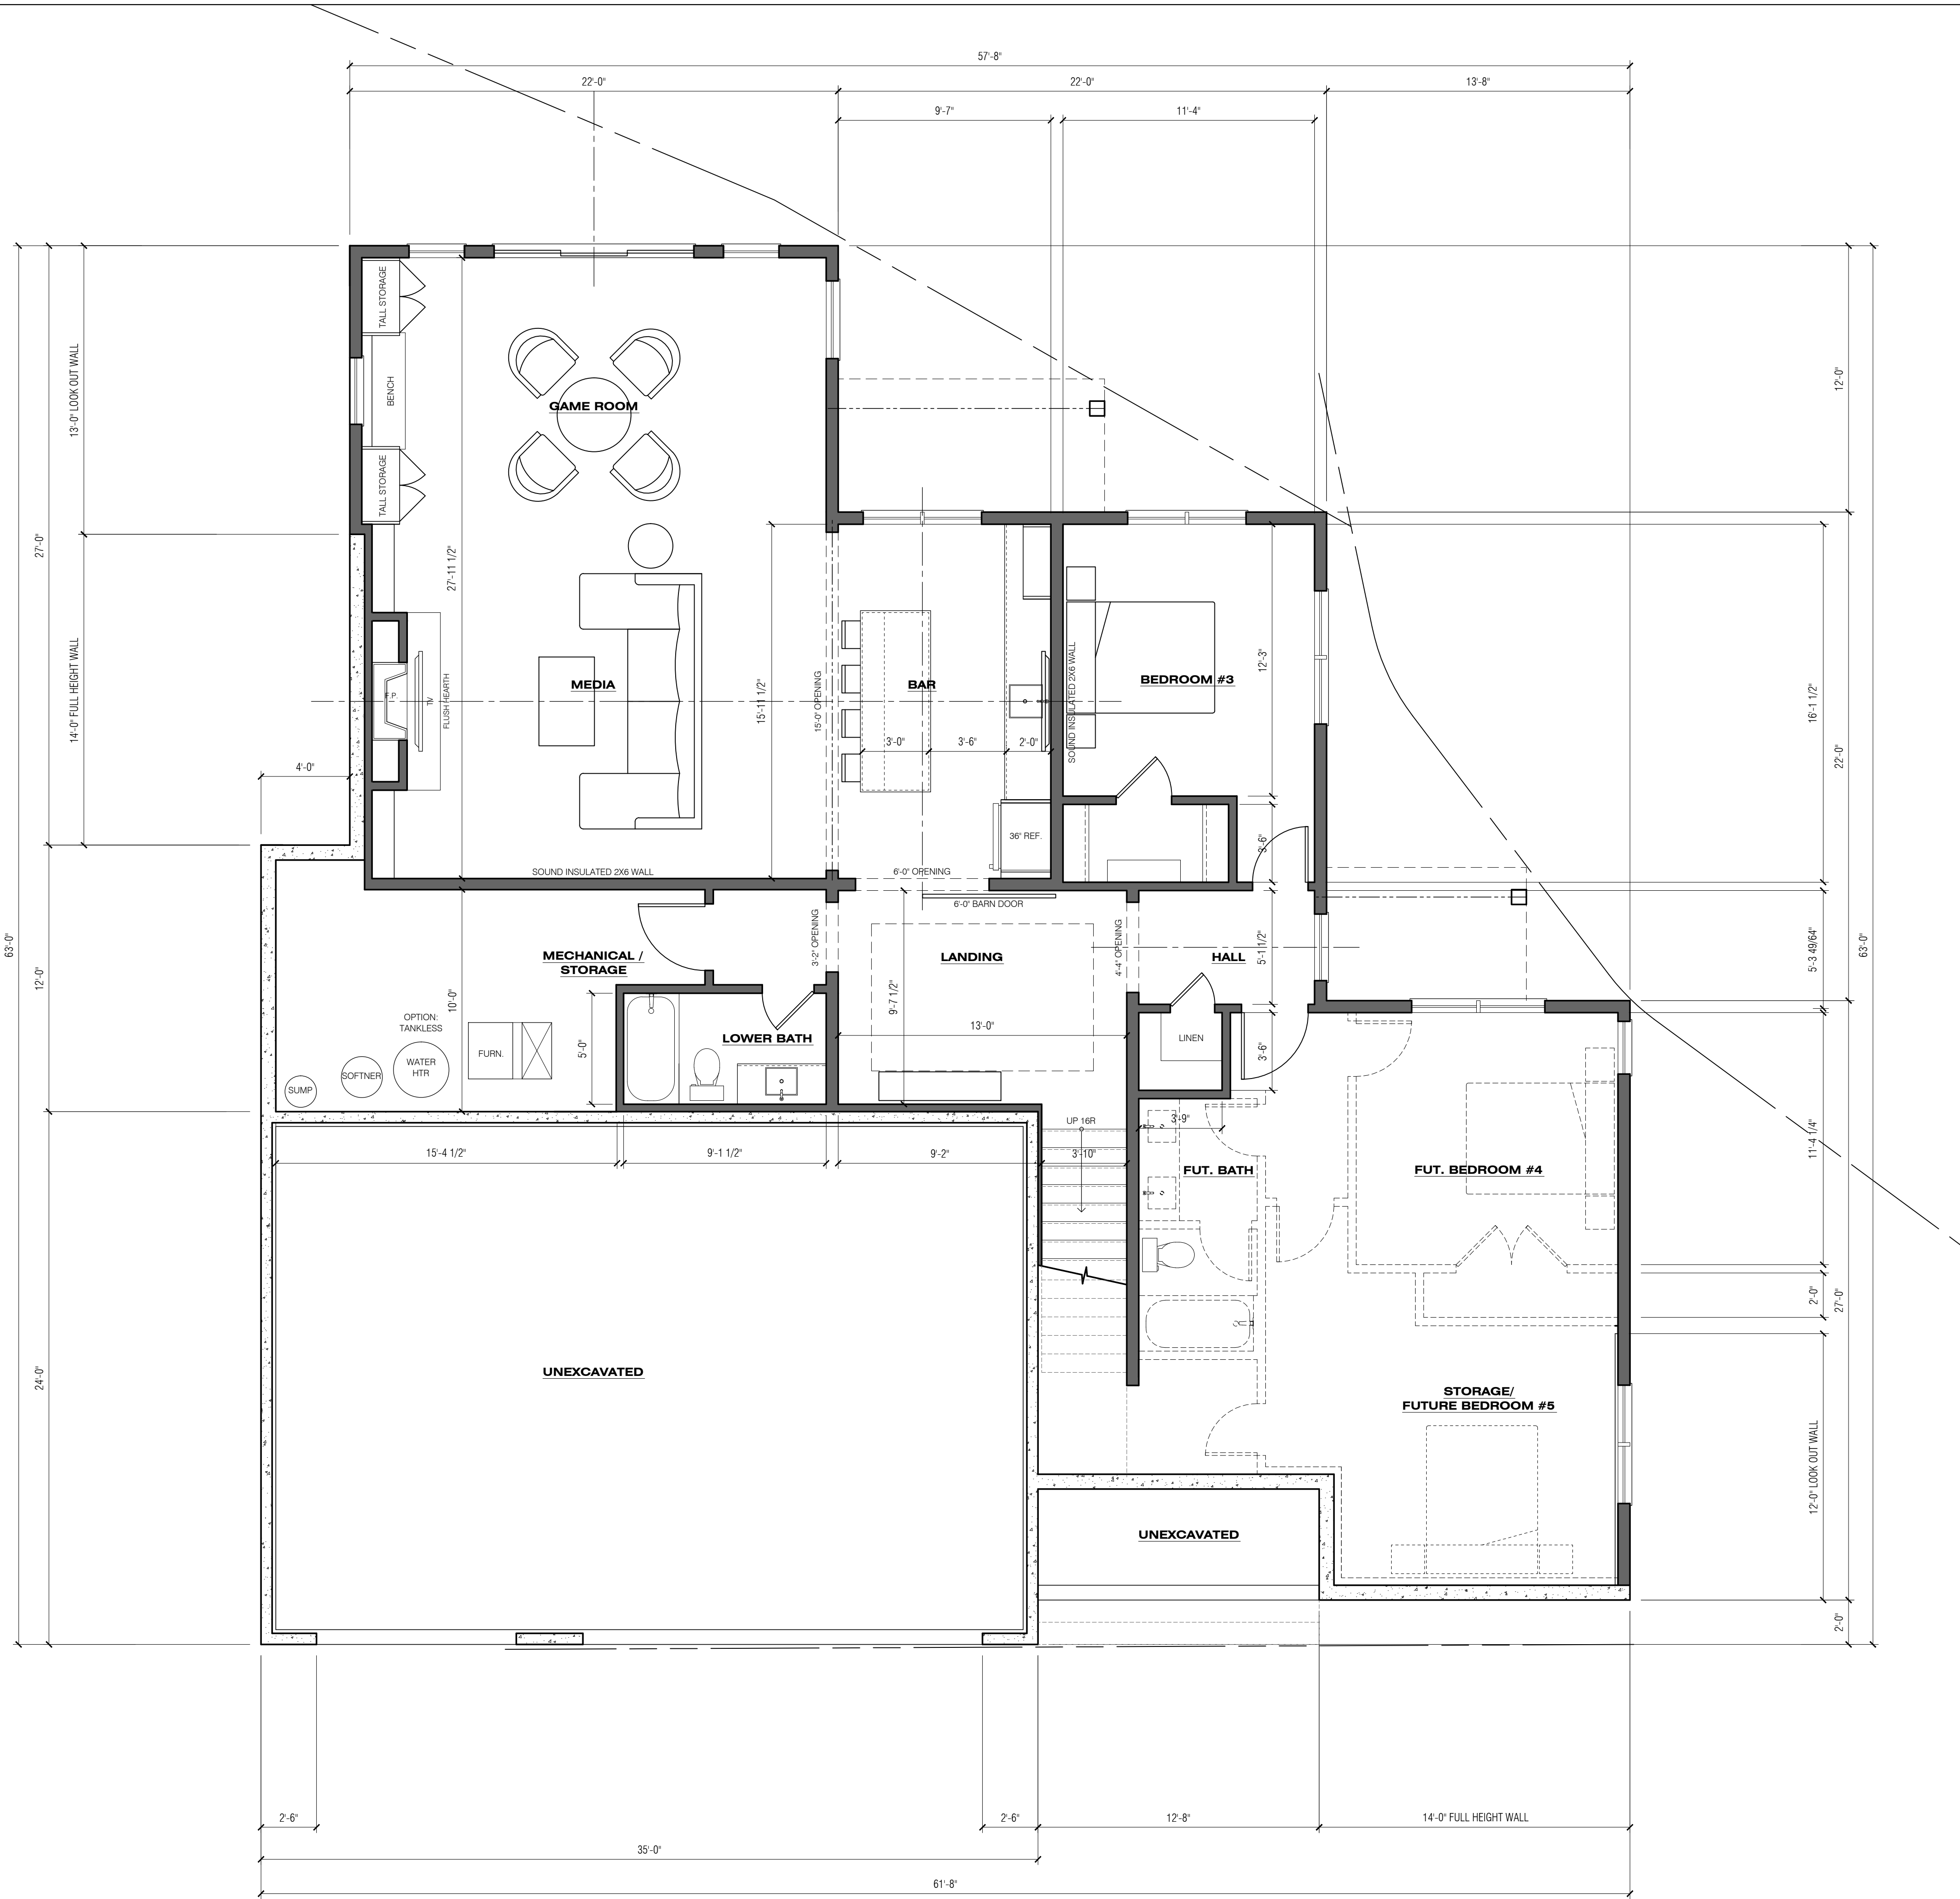 57'-8"
22'-0"
22'-0"
13'-8"
9'-7"
11'-4"
TALL STORAGE
BENCH
TALL STORAGE
GAME ROOM
13'-0" LOOK OUT WALL
12'-0"
27'-0"
27'-11 1/2"
14'-0" FULL HEIGHT WALL
4'-0"
F.P.
TV
FLUSH HEARTH
MEDIA
15'-11 1/2"
15'-0" OPENING
BAR
3'-0"
3'-6"
2'-0"
36" REF.
SOUND INSULATED 2X6 WALL
BEDROOM #3
12'-3"
16'-1 1/2"
22'-0"
3'-6"
SOUND INSULATED 2X6 WALL
6'-0" OPENING
6'-0" BARN DOOR
63'-0"
12'-0"
MECHANICAL /
STORAGE
10'-0"
3'-2" OPENING
LANDING
9'-7 1/2"
13'-0"
4'-4" OPENING
HALL
5'-1 1/2"
5'-3 49/64"
63'-0"
OPTION:
TANKLESS
WATER
HTR
SOFTNER
SUMP
FURN.
5'-0"
LOWER BATH
LINEN
3'-6"
3'-9"
UP 16R
15'-4 1/2"
9'-1 1/2"
9'-2"
3'-10"
FUT. BATH
FUT. BEDROOM #4
11'-4 1/4"
2'-0"
27'-0"
24'-0"
UNEXCAVATED
STORAGE/
FUTURE BEDROOM #5
12'-0" LOOK OUT WALL
UNEXCAVATED
2'-0"
2'-6"
2'-6"
12'-8"
14'-0" FULL HEIGHT WALL
35'-0"
61'-8"